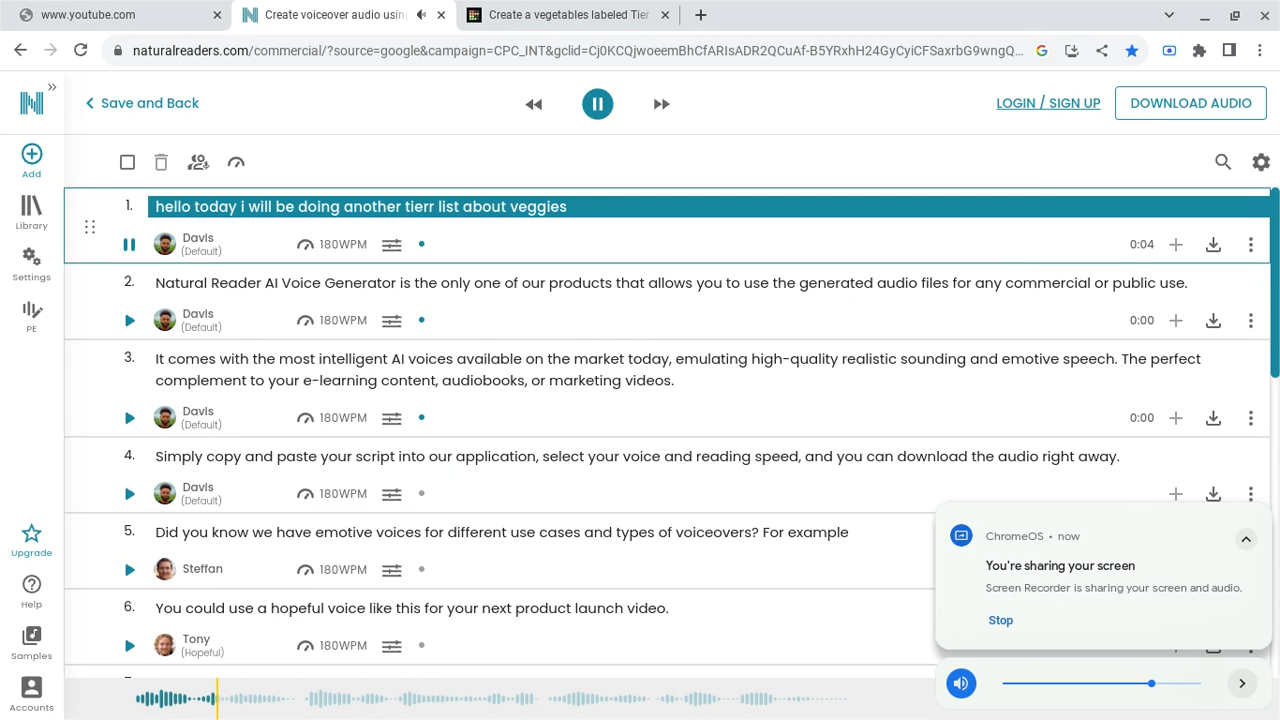 www.youtube.com
Create voiceover audio using
Create a vegetables labeled Tier
naturalreaders.com/commercial/?source=google&campaign=CPC_INT&gclid=Cj0KCQjwoeemBhCfARIsADR2QCuAf-B5YRxhH24GyCyiCFSaxrbG9wngQ...
Save and Back
LOGIN / SIGN UP
DOWNLOAD AUDIO
Add
Library
Settings
PE
Upgrade
Help
Samples
Accounts
1. hello today i will be doing another tierr list about veggies
Davis
(Default)
180WPM
0:04
2. Natural Reader AI Voice Generator is the only one of our products that allows you to use the generated audio files for any commercial or public use.
Davis
(Default)
180WPM
0:00
3. It comes with the most intelligent AI voices available on the market today, emulating high-quality realistic sounding and emotive speech. The perfect
complement to your e-learning content, audiobooks, or marketing videos.
Davis
(Default)
180WPM
0:00
4. Simply copy and paste your script into our application, select your voice and reading speed, and you can download the audio right away.
Davis
(Default)
180WPM
5. Did you know we have emotive voices for different use cases and types of voiceovers? For example
Steffan
180WPM
6. You could use a hopeful voice like this for your next product launch video.
Tony
(Hopeful)
180WPM
ChromeOS • now
You're sharing your screen
Screen Recorder is sharing your screen and audio.
Stop